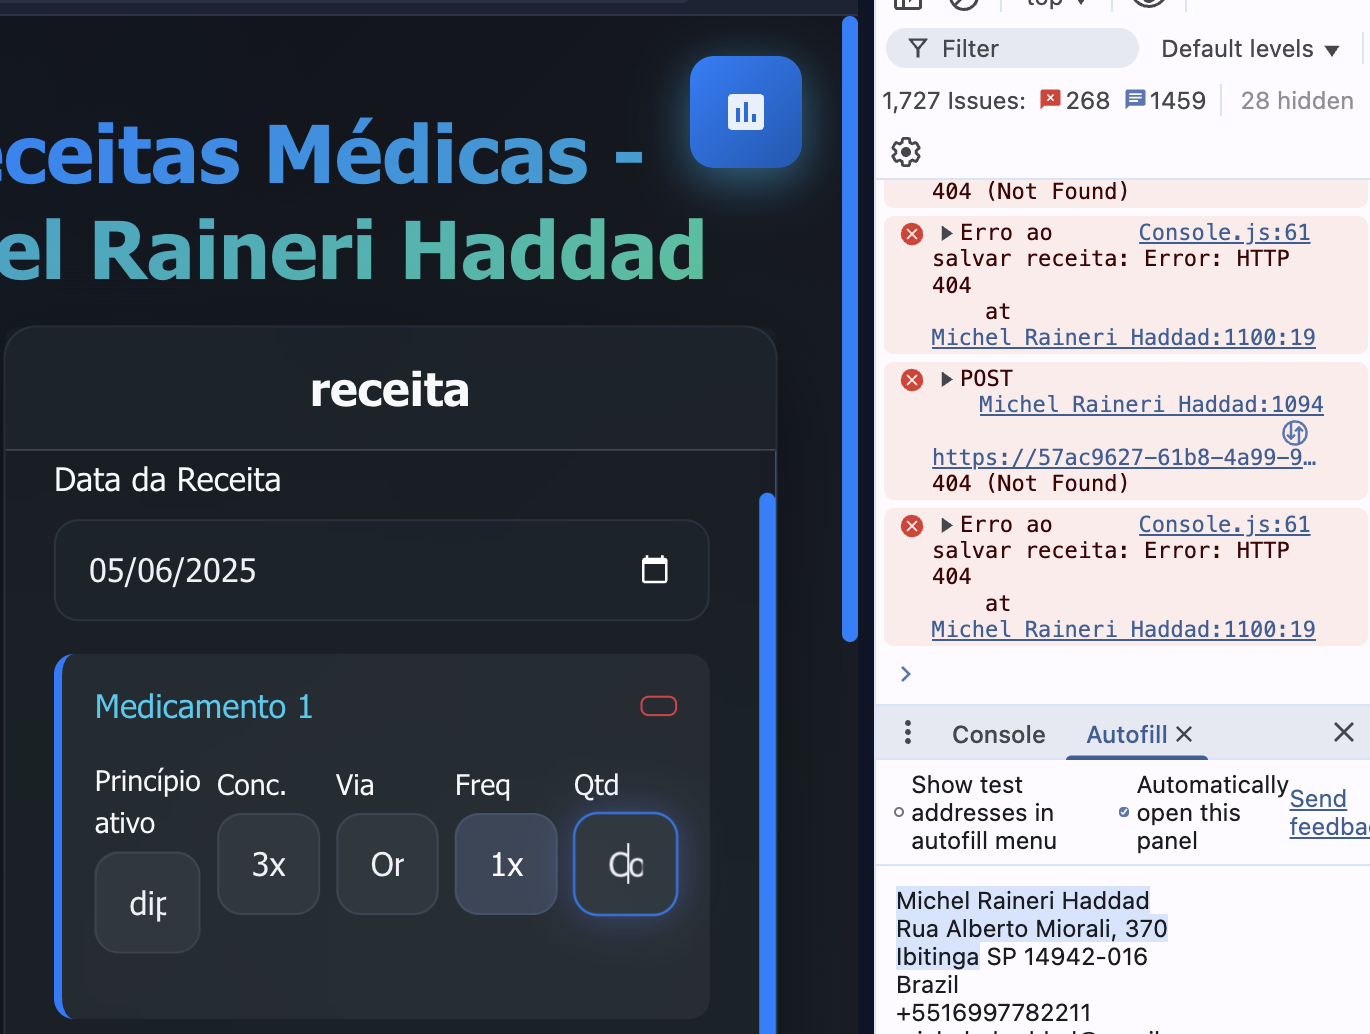 eceitas Médicas -
el Raineri Haddad
receita
Data da Receita
05/06/2025
Medicamento 1
Princípio
ativo
Conc.
Via
Freq
Qtd
dip
3x
Or
1x
top
Filter
Default levels
1,727 Issues: 268 1459 28 hidden
404 (Not Found)
Erro ao Console.js:61
salvar receita: Error: HTTP
404
at
Michel Raineri Haddad:1100:19
POST
Michel Raineri Haddad:1094
https://57ac9627-61b8-4a99-9…
404 (Not Found)
Erro ao Console.js:61
salvar receita: Error: HTTP
404
at
Michel Raineri Haddad:1100:19
Console
Autofill
Show test
addresses in
autofill menu
Automatically
open this
panel
Send
feedba
Michel Raineri Haddad
Rua Alberto Miorali, 370
Ibitinga SP 14942-016
Brazil
+5516997782211